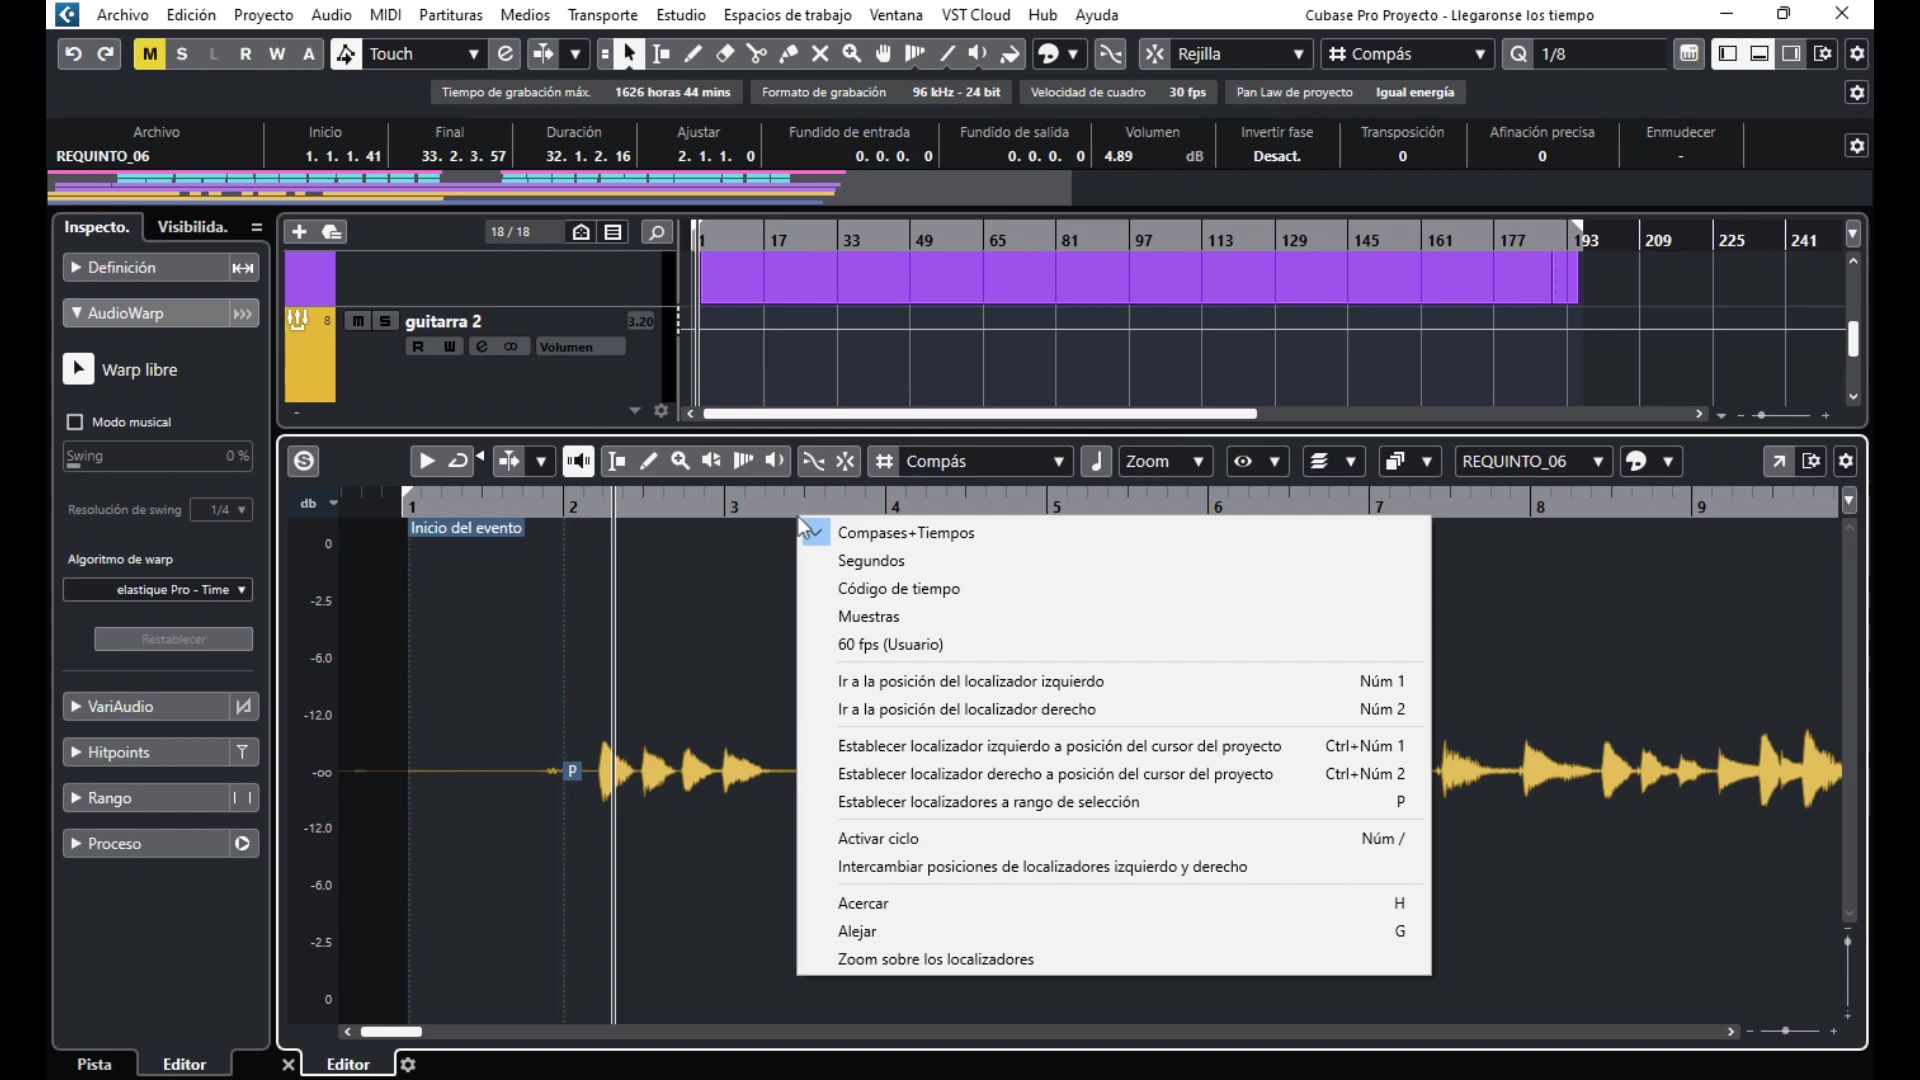 Archivo Edición Proyecto Audio MIDI Partituras Medios Transporte Estudio Espacios de trabajo Ventana VST Cloud Hub Ayuda Cubase Pro Proyecto - Llegaronse los tiempo
M S L R W A Touch Rejilla Compás Q 1/8
Tiempo de grabación máx. 1626 horas 44 mins Formato de grabación 96 kHz - 24 bit Velocidad de cuadro 30 fps Pan Law de proyecto Igual energía
Archivo Inicio Final Duración Ajustar Fundido de entrada Fundido de salida Volumen Invertir fase Transposición Afinación precisa Enmudecer
REQUINTO_06 1. 1. 1. 41 33. 2. 3. 57 32. 1. 2. 16 2. 1. 1. 0 0. 0. 0. 0 0. 0. 0. 0 4.89 dB Desact. 0 0 -
Inspecto. Visibilida. 18 / 18
1 17 33 49 65 81 97 113 129 145 161 177 193 209 225 241
Definición
AudioWarp
8 m S guitarra 2 3.20
R W e Volumen
Warp libre
Modo musical
Swing 0 %
Resolución de swing 1/4
Algoritmo de warp
elastique Pro - Time
Restablecer
VariAudio
Hitpoints
Rango
Proceso
Compás Zoom REQUINTO_06
db 1 2 3 4 5 6 7 8 9
Inicio del evento
0
-2.5
-6.0
-12.0
-oo
-12.0
-6.0
-2.5
0
P
Compases+Tiempos
Segundos
Código de tiempo
Muestras
60 fps (Usuario)
Ir a la posición del localizador izquierdo Núm 1
Ir a la posición del localizador derecho Núm 2
Establecer localizador izquierdo a posición del cursor del proyecto Ctrl+Núm 1
Establecer localizador derecho a posición del cursor del proyecto Ctrl+Núm 2
Establecer localizadores a rango de selección P
Activar ciclo Núm /
Intercambiar posiciones de localizadores izquierdo y derecho
Acercar H
Alejar G
Zoom sobre los localizadores
Pista Editor Editor